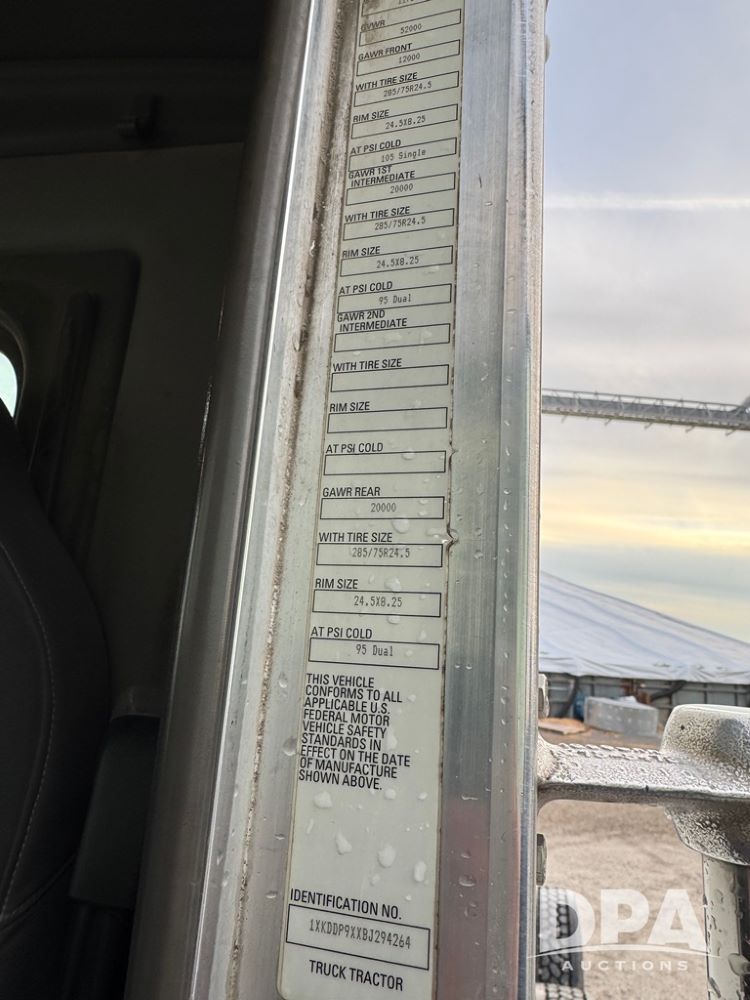 GVWR
52000
GAWR FRONT
12000
WITH TIRE SIZE
285/75R24.5
RIM SIZE
24.5X8.25
AT PSI COLD
105 Single
GAWR 1ST
INTERMEDIATE
20000
WITH TIRE SIZE
285/75R24.5
RIM SIZE
24.5X8.25
AT PSI COLD
95 Dual
GAWR 2ND
INTERMEDIATE
WITH TIRE SIZE
RIM SIZE
AT PSI COLD
GAWR REAR
20000
WITH TIRE SIZE
285/75R24.5
RIM SIZE
24.5X8.25
AT PSI COLD
95 Dual
THIS VEHICLE
CONFORMS TO ALL
APPLICABLE U.S.
FEDERAL MOTOR
VEHICLE SAFETY
STANDARDS IN
EFFECT ON THE DATE
OF MANUFACTURE
SHOWN ABOVE.
IDENTIFICATION NO.
1XKDDP9XXBJ294264
TRUCK TRACTOR
DPA
AUCTIONS